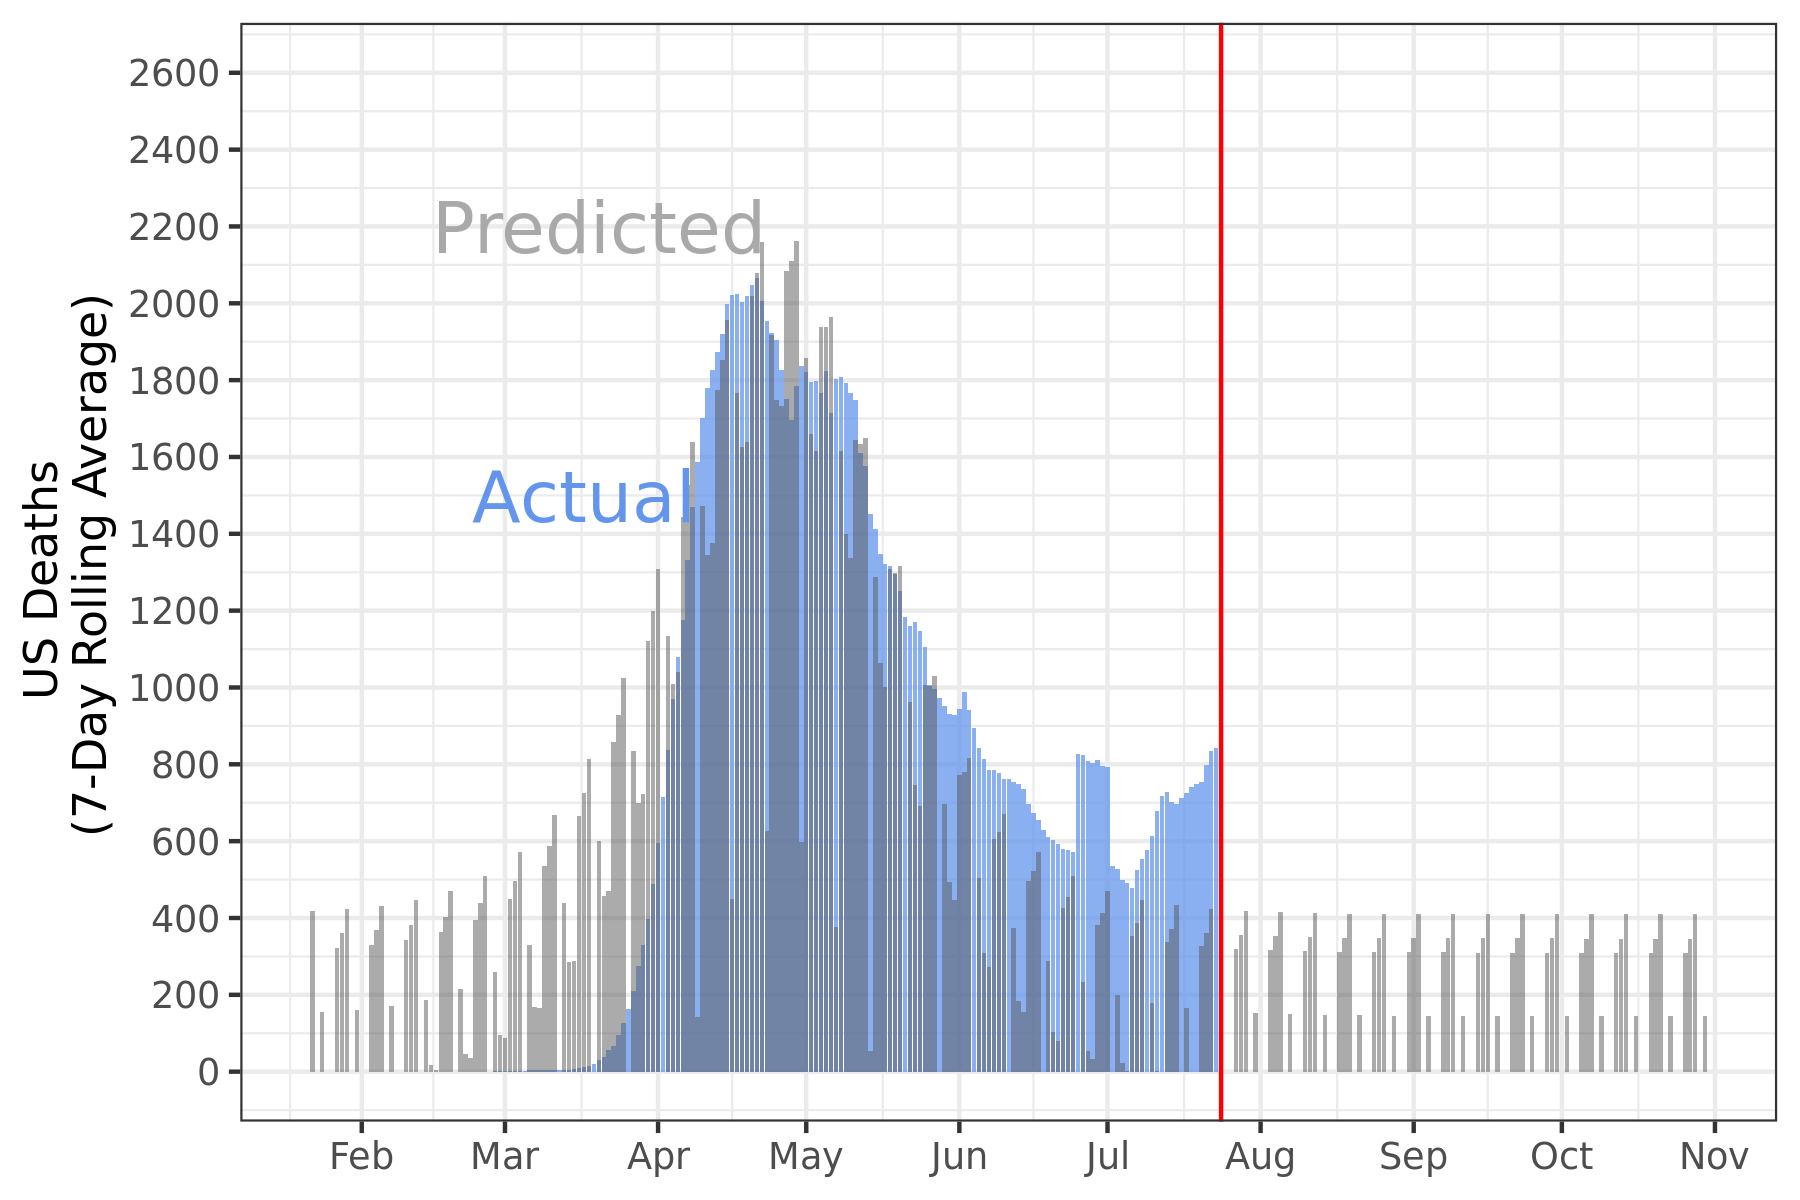 US Deaths
(7-Day Rolling Average)
2600
2400
2200
2000
1800
1600
1400
1200
1000
800
600
400
200
0
Predicted
Actual
Feb Mar Apr May Jun Jul Aug Sep Oct Nov